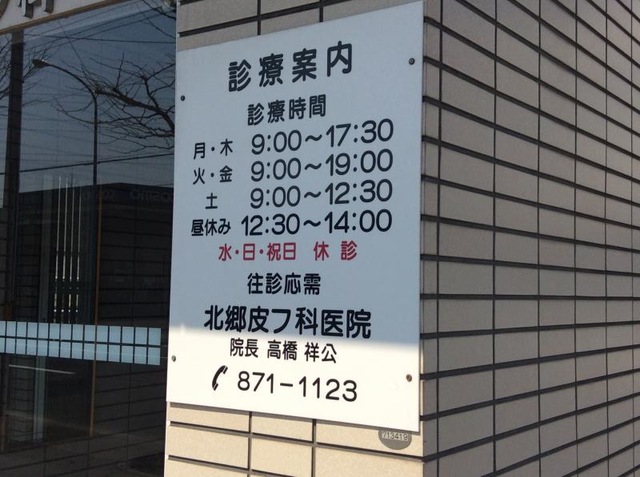 診療案内
診療時間
月・木 9:00～17:30
火・金 9:00～19:00
土 9:00～12:30
昼休み 12:30～14:00
水・日・祝日 休診
往診応需
北郷皮フ科医院
院長 高橋 祥公
871-1123
713419